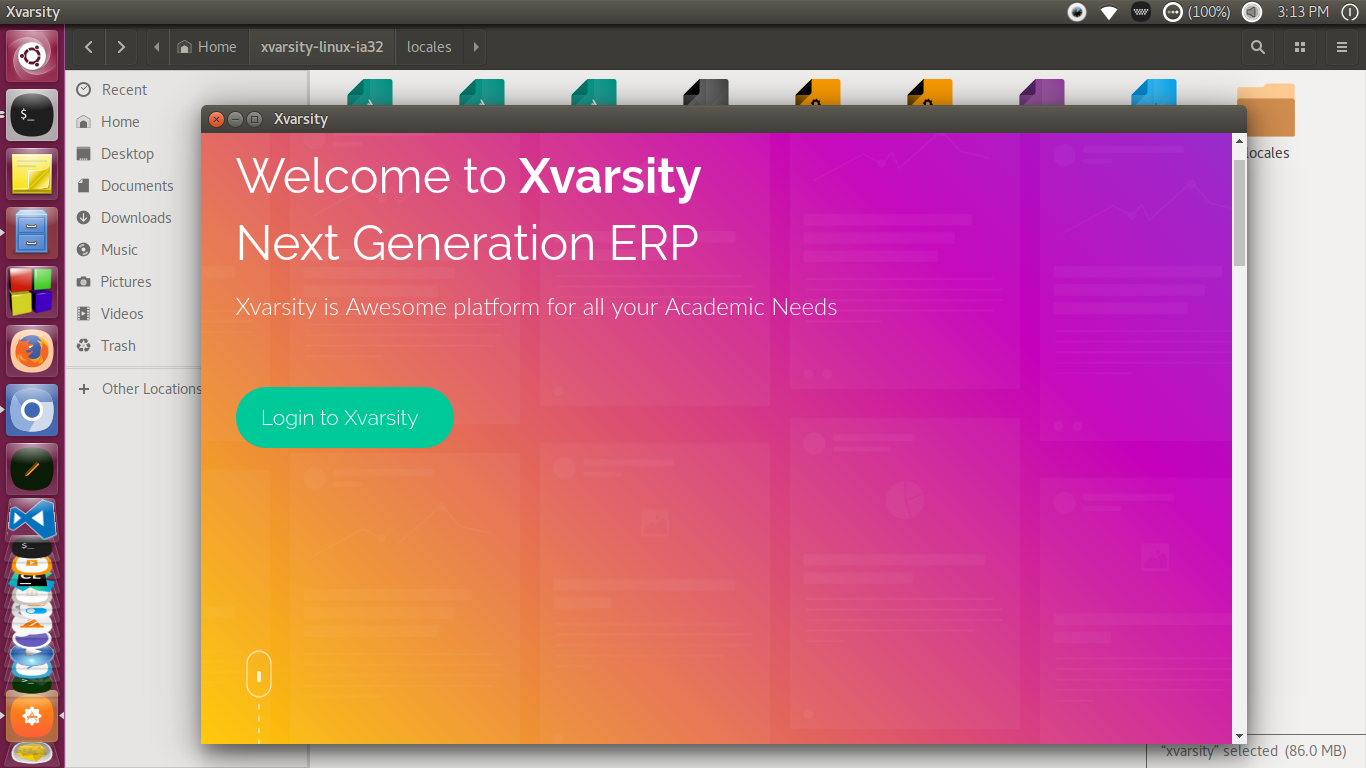 Xvarsity
(100%)
3:13 PM
Home
xvarsity-linux-ia32
locales
Recent
Home
Desktop
Documents
Downloads
Music
Pictures
Videos
Trash
Other Locations
locales
Xvarsity
Welcome to Xvarsity
Next Generation ERP
Xvarsity is Awesome platform for all your Academic Needs
Login to Xvarsity
"xvarsity" selected (86.0 MB)